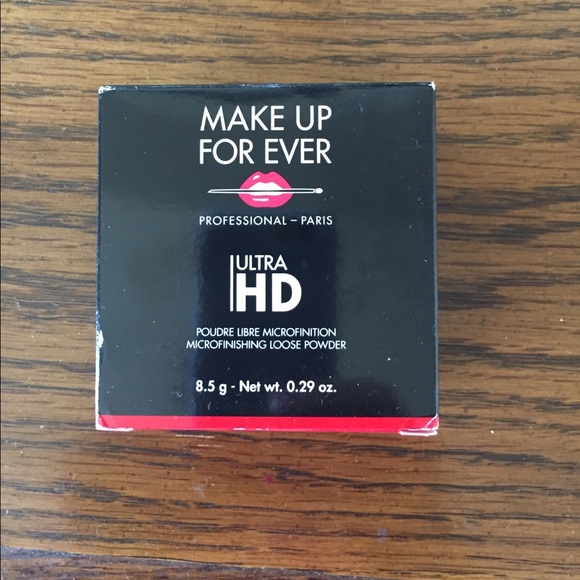 MAKE UP
FOR EVER
PROFESSIONAL – PARIS
ULTRA
HD
POUDRE LIBRE MICROFINITION
MICROFINISHING LOOSE POWDER
8.5 g - Net wt. 0.29 oz.